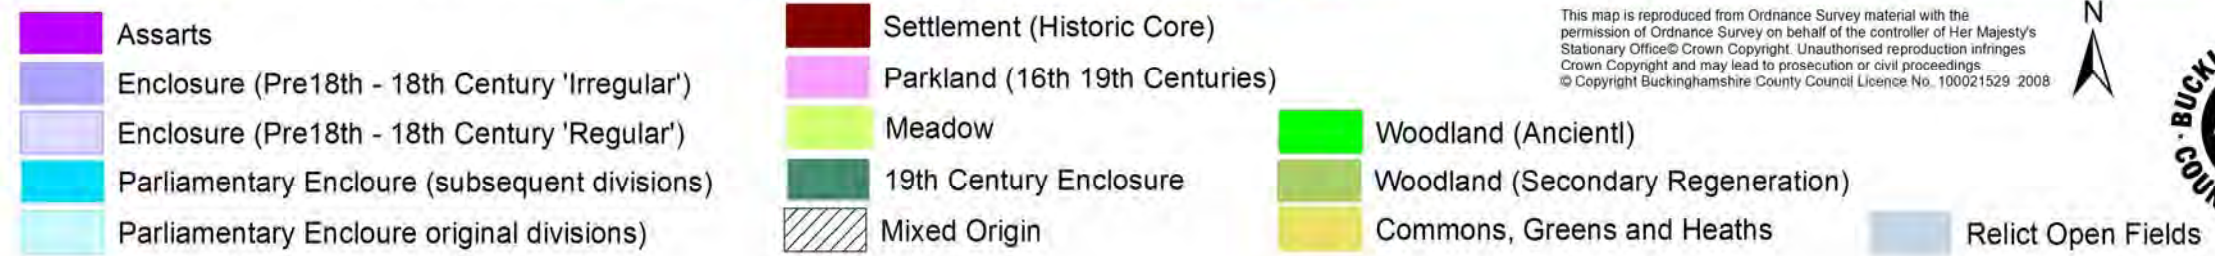 Assarts
Enclosure (Pre18th - 18th Century 'Irregular')
Enclosure (Pre18th - 18th Century 'Regular')
Parliamentary Encloure (subsequent divisions)
Parliamentary Encloure original divisions)
Settlement (Historic Core)
Parkland (16th 19th Centuries)
Meadow
19th Century Enclosure
Mixed Origin
Woodland (Ancientl)
Woodland (Secondary Regeneration)
Commons, Greens and Heaths
Relict Open Fields
This map is reproduced from Ordnance Survey material with the
permission of Ordnance Survey on behalf of the controller of Her Majesty's
Stationary Office© Crown Copyright. Unauthorised reproduction infringes
Crown Copyright and may lead to prosecution or civil proceedings
© Copyright Buckinghamshire County Council Licence No. 100021529 2008
N